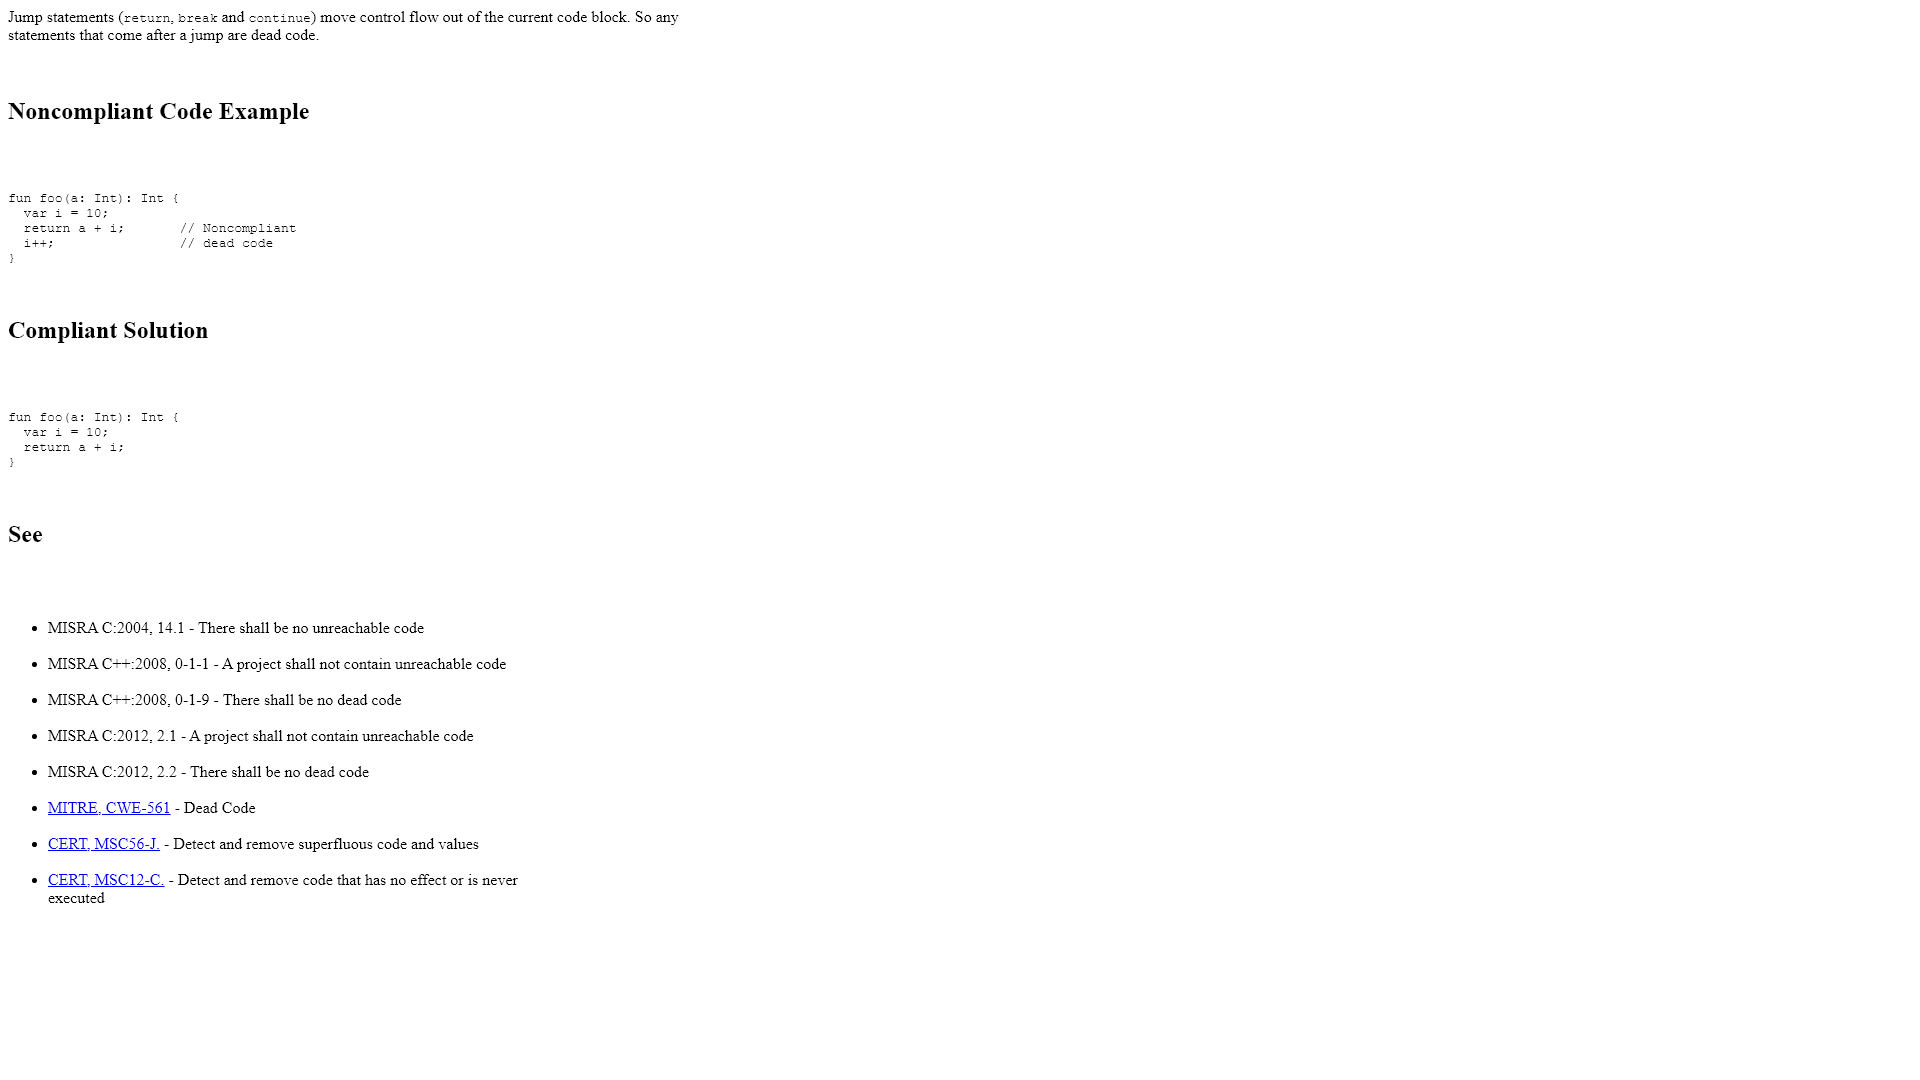 Jump statements (return, break and continue) move control flow out of the current code block. So any
statements that come after a jump are dead code.
Noncompliant Code Example
fun foo(a: Int): Int {
  var i = 10;
  return a + i;       // Noncompliant
  i++;                // dead code
}
Compliant Solution
fun foo(a: Int): Int {
  var i = 10;
  return a + i;
}
See
• MISRA C:2004, 14.1 - There shall be no unreachable code
• MISRA C++:2008, 0-1-1 - A project shall not contain unreachable code
• MISRA C++:2008, 0-1-9 - There shall be no dead code
• MISRA C:2012, 2.1 - A project shall not contain unreachable code
• MISRA C:2012, 2.2 - There shall be no dead code
• MITRE, CWE-561 - Dead Code
• CERT, MSC56-J. - Detect and remove superfluous code and values
• CERT, MSC12-C. - Detect and remove code that has no effect or is never
executed